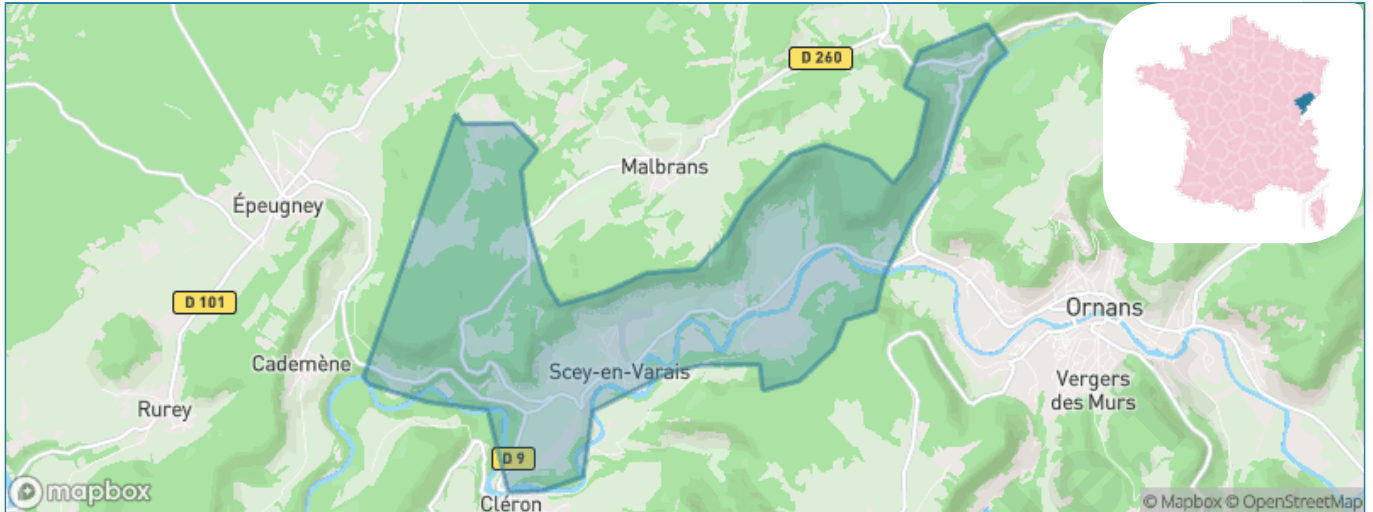 D 260
Malbrans
Épeugney
D 101
Ornans
Cademène
Scey-en-Varais
Vergers
des Murs
Rurey
D 9
Cléron
mapbox
© Mapbox © OpenStreetMap